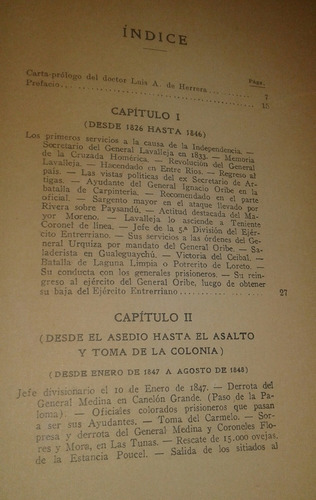 ÍNDICE
Págs.
Carta-prólogo del doctor Luis A. de Herrera 7
Prefacio 15
CAPÍTULO I
(DESDE 1826 HASTA 1846)
Los primeros servicios a la causa de la Independencia. —
Secretario del General Lavalleja en 1833. — Memoria
de la Cruzada Homérica. — Revolución del General
Lavalleja. — Hacendado en Entre Ríos. — Regreso al
país. — Las vistas políticas del ex Secretario de Ar-
tigas. — Ayudante del General Ignacio Oribe en la
batalla de Carpintería. — Recomendado en el parte
oficial. — Sargento mayor en el ataque llevado por
Rivera sobre Paysandú. — Actitud destacada del Ma-
yor Moreno. — Lavalleja lo asciende a Teniente
Coronel de línea. — Jefe de la 5ª División del Ejér-
cito Entrerriano. — Sus servicios a las órdenes del Ge-
neral Urquiza por mandato del General Oribe. — Sa-
laderista en Gualeguaychú. — Victoria del Ceibal. —
Batalla de Laguna Limpia o Potrerito de Loreto. —
Su conducta con los generales prisioneros. — Su rein-
greso al ejército del General Oribe, luego de obtener
su baja del Ejército Entrerriano 27
CAPÍTULO II
(DESDE EL ASEDIO HASTA EL ASALTO
Y TOMA DE LA COLONIA)
(DESDE ENERO DE 1847 A AGOSTO DE 1848)
Jefe divisionario el 10 de Enero de 1847. — Derrota del
General Medina en Canelón Grande. (Paso de la Pa-
loma). — Oficiales colorados prisioneros que pasan
a ser sus Ayudantes. — Toma del Carmelo. — Sor-
presa y derrota del General Medina y Coroneles Flo-
res y Mora, en Las Tunas. — Rescate de 15.000 ovejas,
de la Estancia Poucel. — Salida de los sitiados al